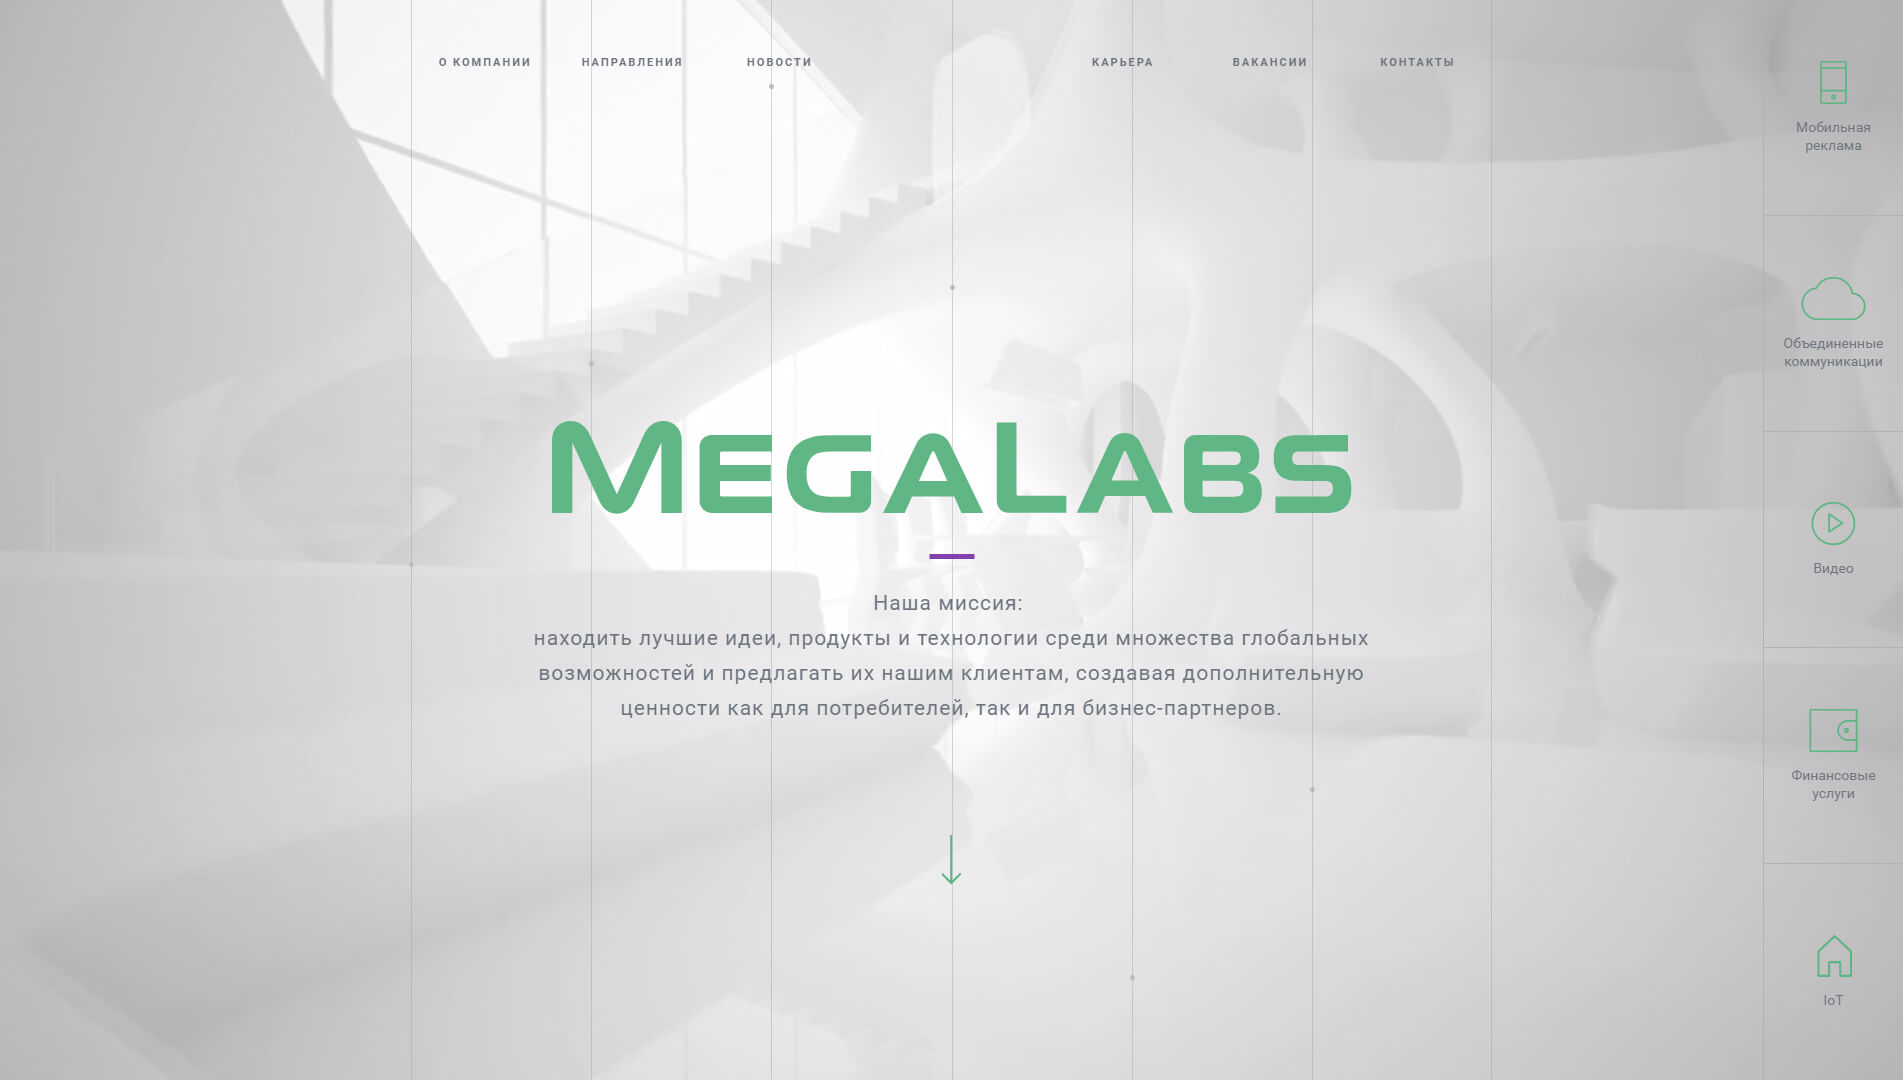 О КОМПАНИИ
НАПРАВЛЕНИЯ
НОВОСТИ
КАРЬЕРА
ВАКАНСИИ
КОНТАКТЫ
MEGALABS
Наша миссия:
находить лучшие идеи, продукты и технологии среди множества глобальных
возможностей и предлагать их нашим клиентам, создавая дополнительную
ценности как для потребителей, так и для бизнес-партнеров.
Мобильная
реклама
Объединенные
коммуникации
Видео
Финансовые
услуги
IoT